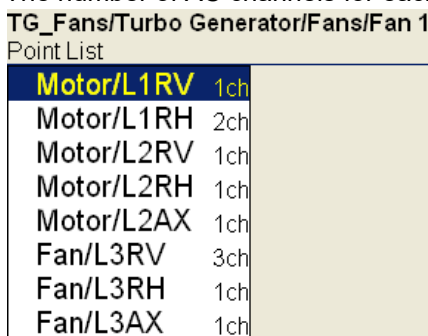 TG_Fans/Turbo Generator/Fans/Fan 1
Point List
Motor/L1RV 1ch
Motor/L1RH 2ch
Motor/L2RV 1ch
Motor/L2RH 1ch
Motor/L2AX 1ch
Fan/L3RV 3ch
Fan/L3RH 1ch
Fan/L3AX 1ch